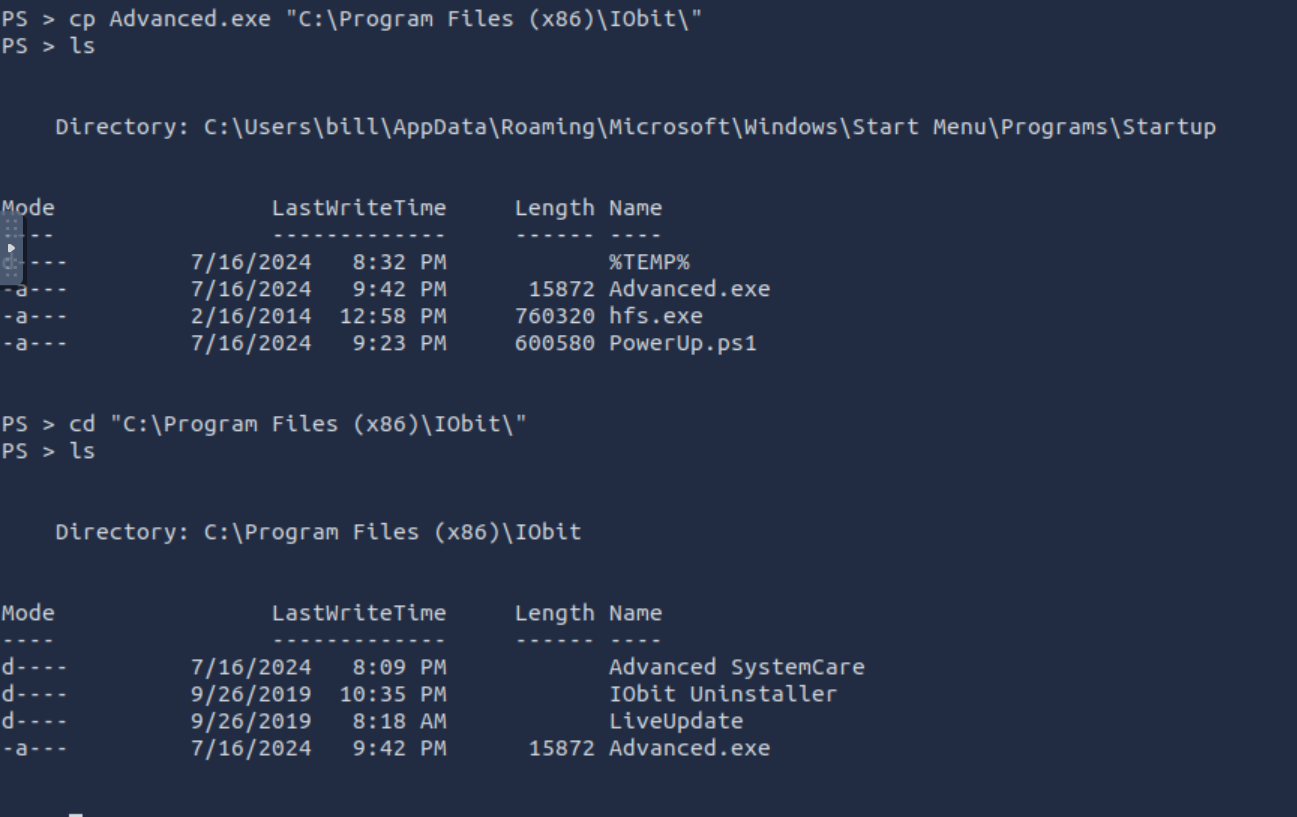 PS > cp Advanced.exe "C:\Program Files (x86)\IObit\"
PS > ls
Directory: C:\Users\bill\AppData\Roaming\Microsoft\Windows\Start Menu\Programs\Startup
Mode LastWriteTime Length Name
---- ------------- ------ ----
d---- 7/16/2024 8:32 PM %TEMP%
-a--- 7/16/2024 9:42 PM 15872 Advanced.exe
-a--- 2/16/2014 12:58 PM 760320 hfs.exe
-a--- 7/16/2024 9:23 PM 600580 PowerUp.ps1
PS > cd "C:\Program Files (x86)\IObit\"
PS > ls
Directory: C:\Program Files (x86)\IObit
Mode LastWriteTime Length Name
---- ------------- ------ ----
d---- 7/16/2024 8:09 PM Advanced SystemCare
d---- 9/26/2019 10:35 PM IObit Uninstaller
d---- 9/26/2019 8:18 AM LiveUpdate
-a--- 7/16/2024 9:42 PM 15872 Advanced.exe